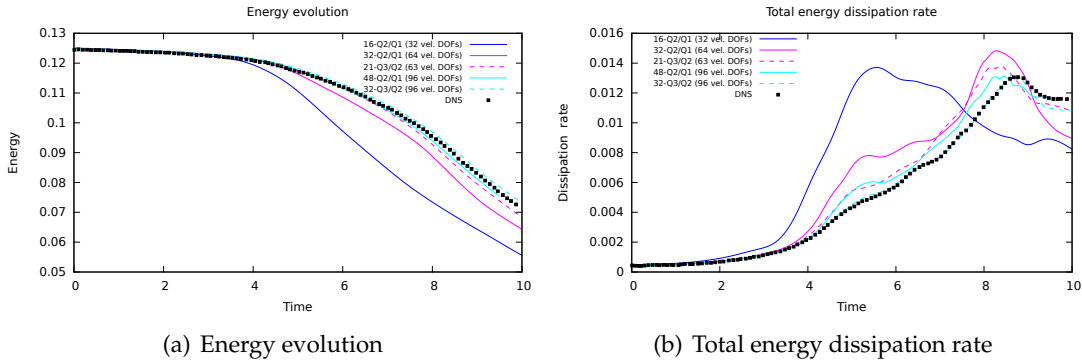 Energy evolution
0.13
0.12
0.11
0.1
0.09
0.08
0.07
0.06
0.05
0
2
4
6
8
10
Energy
Time
16-Q2/Q1 (32 vel. DOFs)
32-Q2/Q1 (64 vel. DOFs)
21-Q3/Q2 (63 vel. DOFs)
48-Q2/Q1 (96 vel. DOFs)
32-Q3/Q2 (96 vel. DOFs)
DNS
(a) Energy evolution
Total energy dissipation rate
0.016
0.014
0.012
0.01
0.008
0.006
0.004
0.002
0
0
2
4
6
8
10
Dissipation rate
Time
16-Q2/Q1 (32 vel. DOFs)
32-Q2/Q1 (64 vel. DOFs)
21-Q3/Q2 (63 vel. DOFs)
48-Q2/Q1 (96 vel. DOFs)
32-Q3/Q2 (96 vel. DOFs)
DNS
(b) Total energy dissipation rate